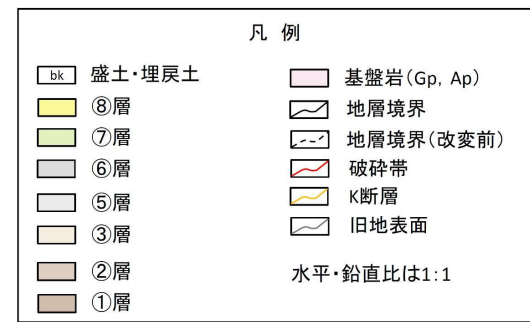 凡 例
bk 盛土・埋戻土
⑧層
⑦層
⑥層
⑤層
③層
②層
①層
基盤岩(Gp, Ap)
地層境界
地層境界(改変前)
破砕帯
K断層
旧地表面
水平・鉛直比は1:1